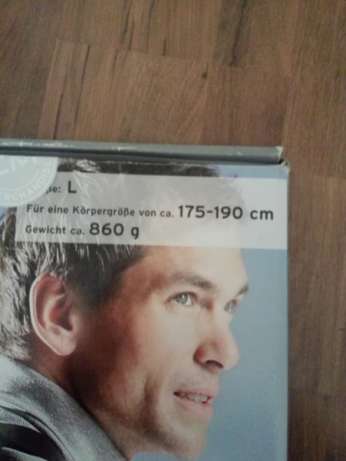 L
Für eine Körpergröße von ca. 175-190 cm
Gewicht ca. 860 g